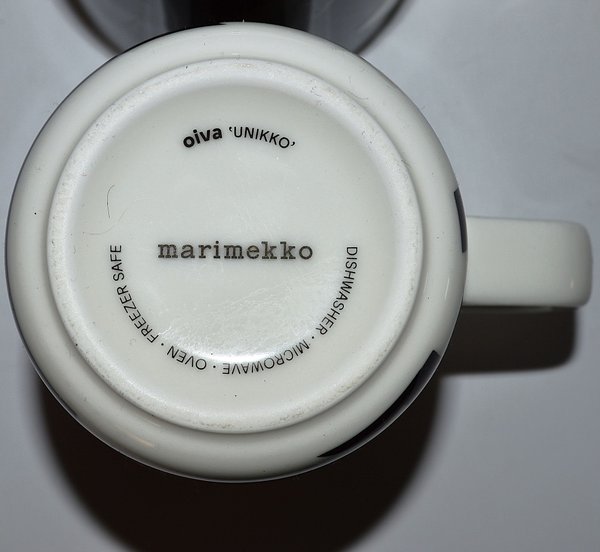 oiva 'UNIKKO'
marimekko
DISHWASHER · MICROWAVE · OVEN · FREEZER SAFE